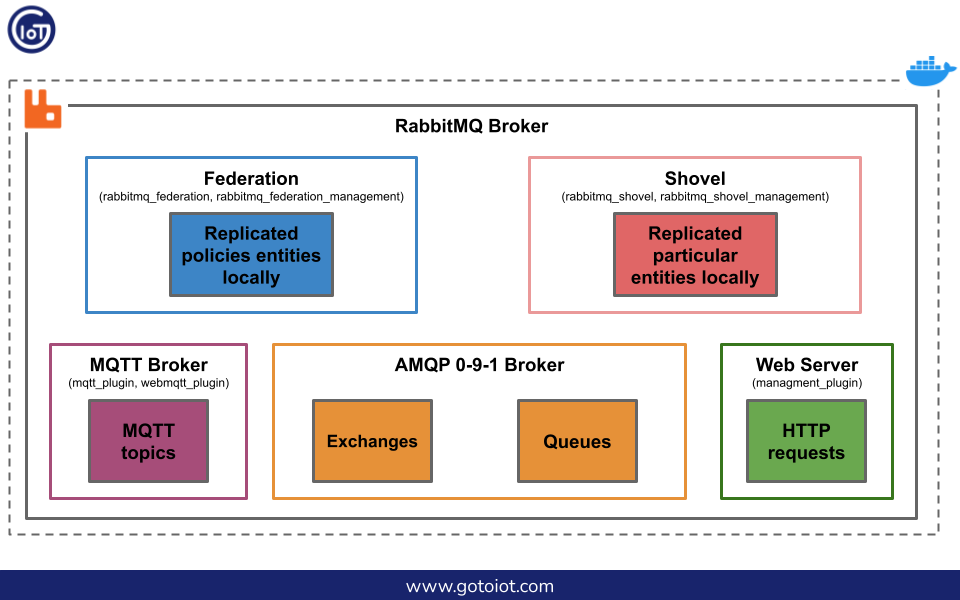 GIoT
RabbitMQ Broker
Federation
(rabbitmq_federation, rabbitmq_federation_management)
Replicated
policies entities
locally
Shovel
(rabbitmq_shovel, rabbitmq_shovel_management)
Replicated
particular
entities locally
MQTT Broker
(mqtt_plugin, webmqtt_plugin)
MQTT
topics
AMQP 0-9-1 Broker
Exchanges
Queues
Web Server
(managment_plugin)
HTTP
requests
www.gotoiot.com